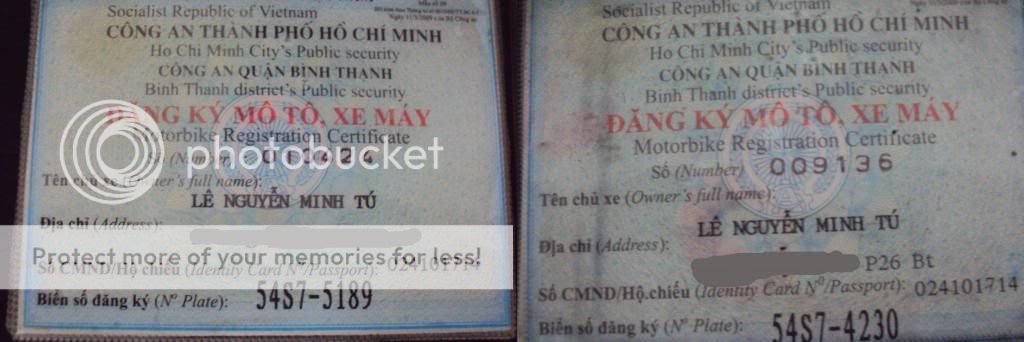 Socialist Republic of Vietnam
CÔNG AN THÀNH PHỐ HỒ CHÍ MINH
Ho Chi Minh City's Public security
CÔNG AN QUẬN BÌNH THẠNH
Binh Thanh district's Public security
ĐĂNG KÝ MÔ TÔ, XE MÁY
Motorbike Registration Certificate
Số (Number)
photobucket
Tên chủ xe (Owner's full name):
LÊ NGUYỄN MINH TÚ
Địa chỉ (Address):
Protect more of your memories for less!
Số CMND/Hộ chiếu (Identity Card Nº/Passport): 024101714
Biển số đăng ký (Nº Plate): 54S7-5189
Socialist Republic of Vietnam
CÔNG AN THÀNH PHỐ HỒ CHÍ MINH
Ho Chi Minh City's Public security
CÔNG AN QUẬN BÌNH THẠNH
Binh Thanh district's Public security
ĐĂNG KÝ MÔ TÔ, XE MÁY
Motorbike Registration Certificate
Số (Number) 009136
Tên chủ xe (Owner's full name):
LÊ NGUYỄN MINH TÚ
Địa chỉ (Address):
P26 Bt
Số CMND/Hộ chiếu (Identity Card Nº/Passport): 024101714
Biển số đăng ký (Nº Plate): 54S7-4230